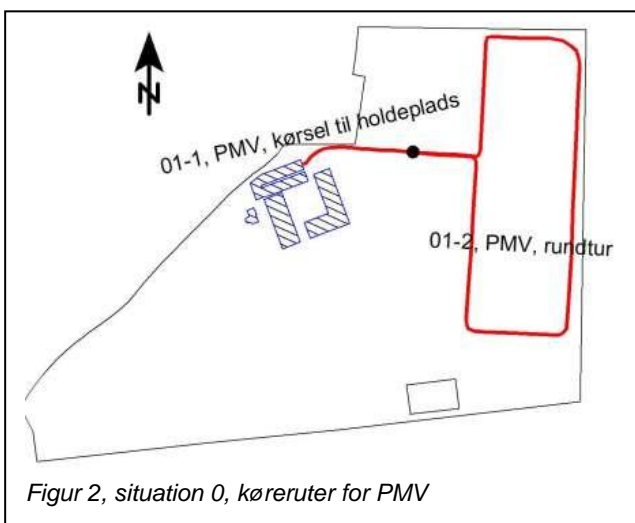 N
01-1, PMV, kørsel til holdeplads
01-2, PMV, rundtur
Figur 2, situation 0, køreruter for PMV